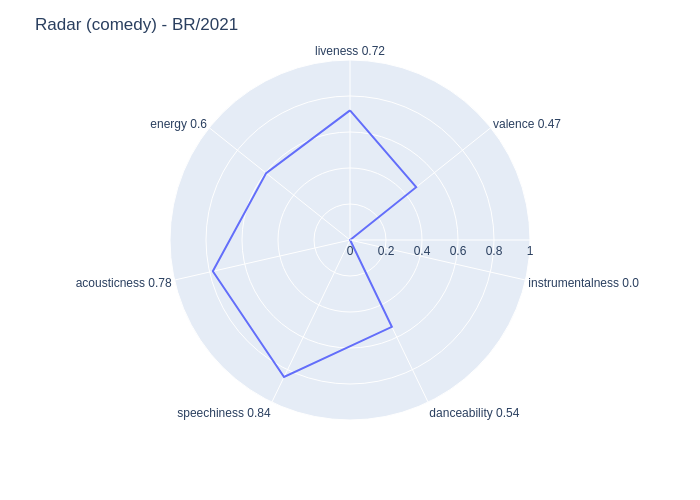 Radar (comedy) - BR/2021
liveness 0.72
energy 0.6
valence 0.47
0 0.2 0.4 0.6 0.8 1
acousticness 0.78
instrumentalness 0.0
speechiness 0.84
danceability 0.54